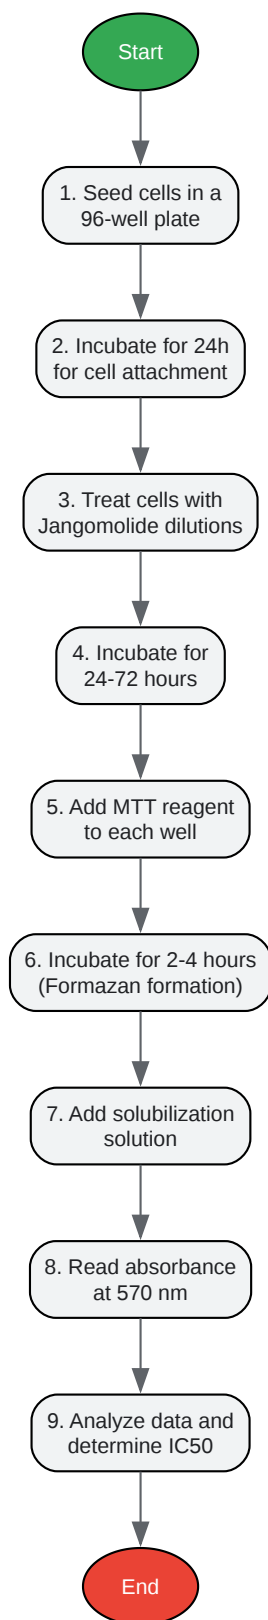 Start
1. Seed cells in a
96-well plate
2. Incubate for 24h
for cell attachment
3. Treat cells with
Jangomolide dilutions
4. Incubate for
24-72 hours
5. Add MTT reagent
to each well
6. Incubate for 2-4 hours
(Formazan formation)
7. Add solubilization
solution
8. Read absorbance
at 570 nm
9. Analyze data and
determine IC50
End